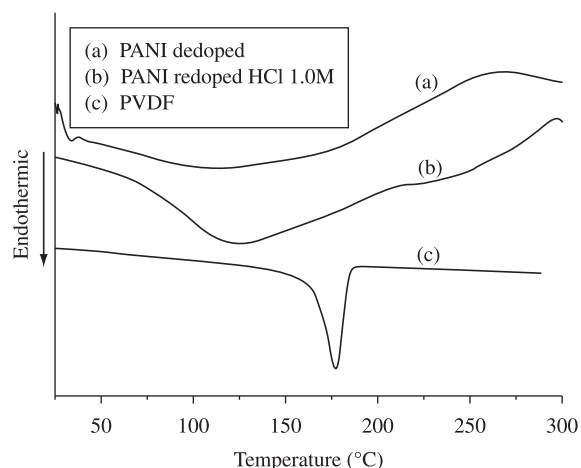 (a) PANI dedoped
(b) PANI redoped HCl 1.0M
(c) PVDF
(a)
(b)
(c)
Endothermic
50 100 150 200 250 300
Temperature (°C)